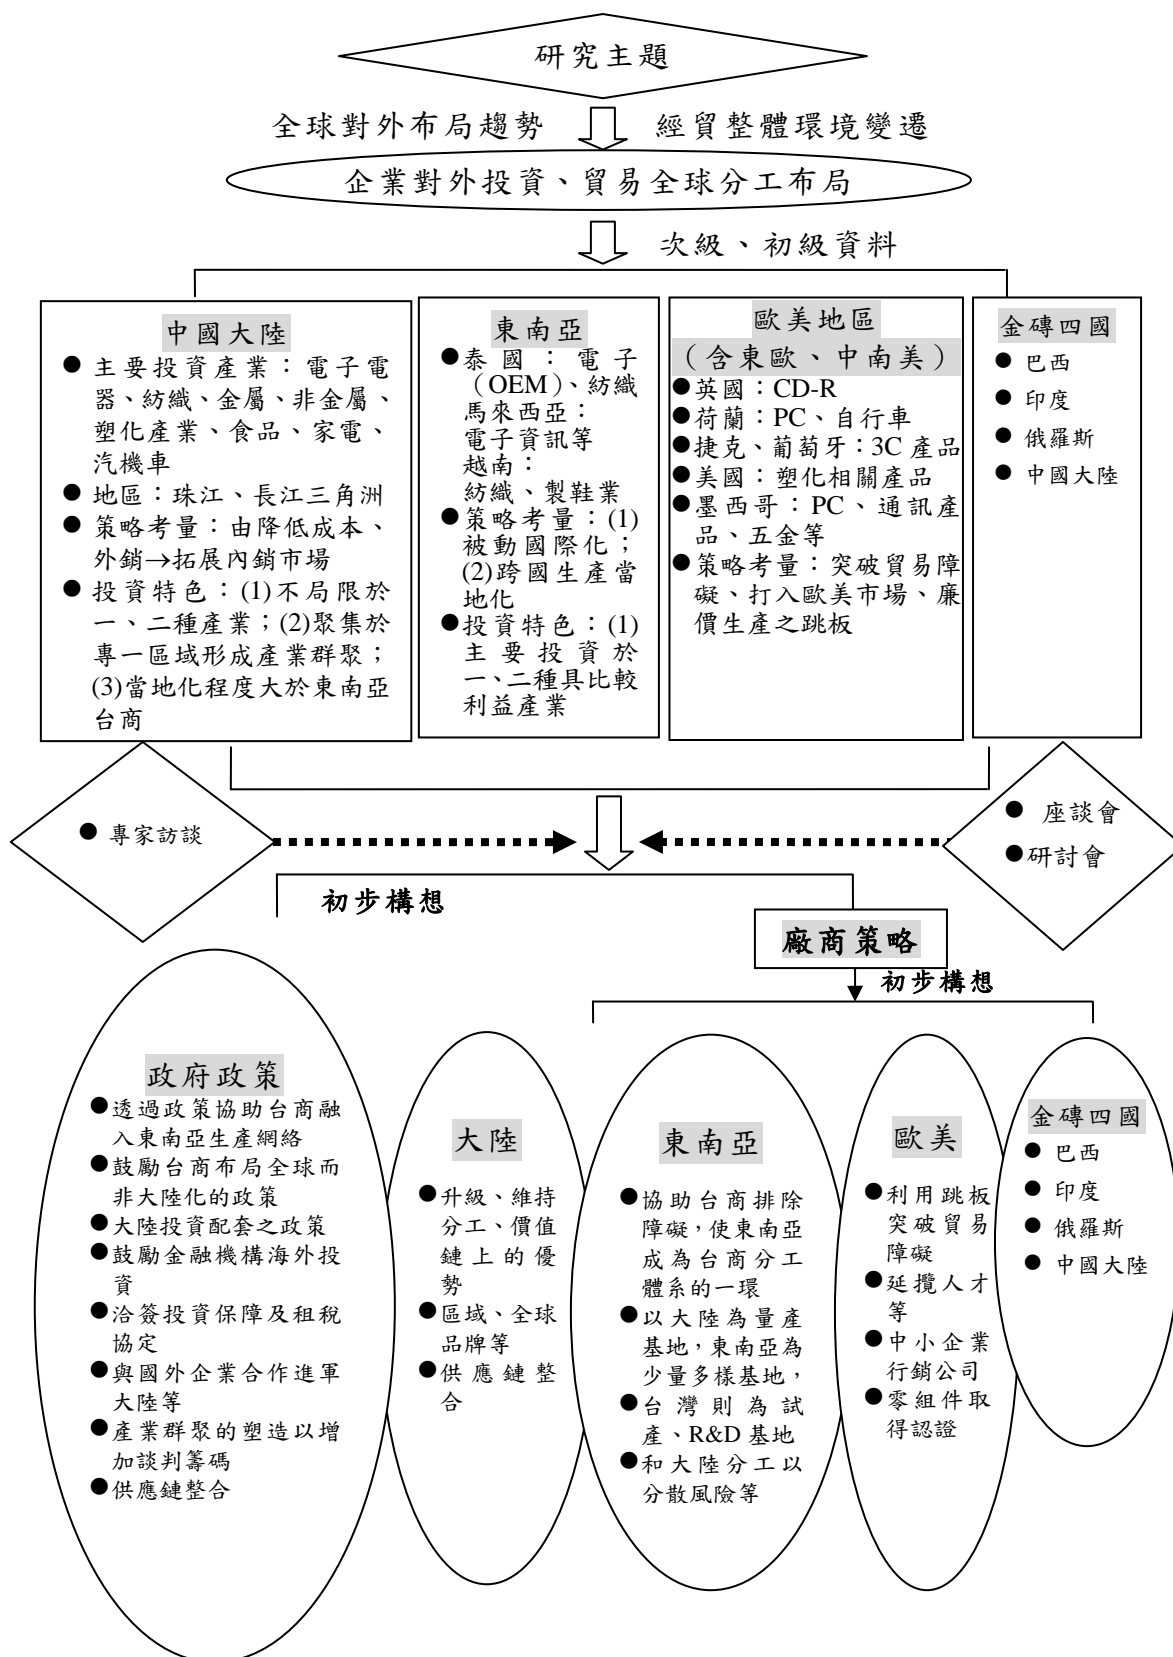 研究主題
全球對外布局趨勢
經貿整體環境變遷
企業對外投資、貿易全球分工布局
次級、初級資料
中國大陸
● 主要投資產業：電子電
器、紡織、金屬、非金屬、
塑化產業、食品、家電、
汽機車
● 地區：珠江、長江三角洲
● 策略考量：由降低成本、
外銷→拓展內銷市場
● 投資特色：(1)不局限於
一、二種產業；(2)聚集於
專一區域形成產業群聚；
(3)當地化程度大於東南亞
台商
東南亞
●泰國：電子
（OEM）、紡織
馬來西亞：
電子資訊等
越南：
紡織、製鞋業
●策略考量：(1)
被動國際化；
(2)跨國生產當
地化
●投資特色：(1)
主要投資於
一、二種具比較
利益產業
歐美地區
（含東歐、中南美）
●英國：CD-R
●荷蘭：PC、自行車
●捷克、葡萄牙：3C 產品
●美國：塑化相關產品
●墨西哥：PC、通訊產
品、五金等
●策略考量：突破貿易障
礙、打入歐美市場、廉
價生產之跳板
金磚四國
● 巴西
● 印度
● 俄羅斯
● 中國大陸
● 專家訪談
● 座談會
●研討會
初步構想
廠商策略
初步構想
政府政策
●透過政策協助台商融
入東南亞生產網絡
●鼓勵台商布局全球而
非大陸化的政策
●大陸投資配套之政策
●鼓勵金融機構海外投
資
●洽簽投資保障及租稅
協定
●與國外企業合作進軍
大陸等
●產業群聚的塑造以增
加談判籌碼
●供應鏈整合
大陸
●升級、維持
分工、價值
鏈上的優
勢
●區域、全球
品牌等
●供應鏈整
合
東南亞
●協助台商排除
障礙，使東南亞
成為台商分工
體系的一環
●以大陸為量產
基地，東南亞為
少量多樣基地，
●台灣則為試
產、R&D 基地
●和大陸分工以
分散風險等
歐美
●利用跳板
突破貿易
障礙
●延攬人才
等
●中小企業
行銷公司
●零組件取
得認證
金磚四國
● 巴西
● 印度
● 俄羅斯
● 中國大陸